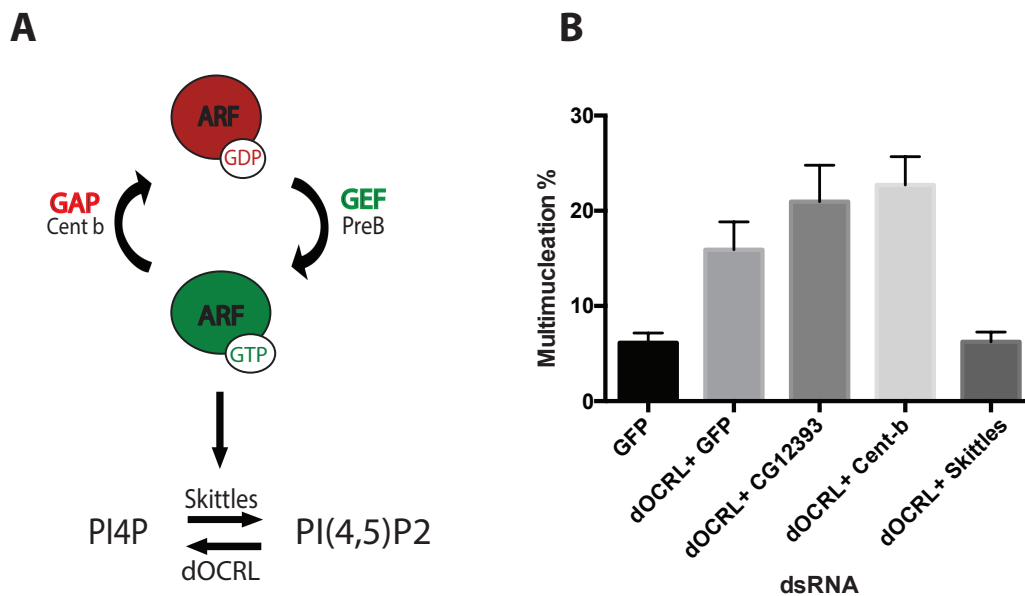 A
ARF
GDP
GAP
Cent b
GEF
PreB
ARF
GTP
Skittles
PI4P
PI(4,5)P2
dOCRL
B
Multimucleation %
30
20
10
0
GFP
dOCRL+ GFP
dOCRL+ CG12393
dOCRL+ Cent-b
dOCRL+ Skittles
dsRNA